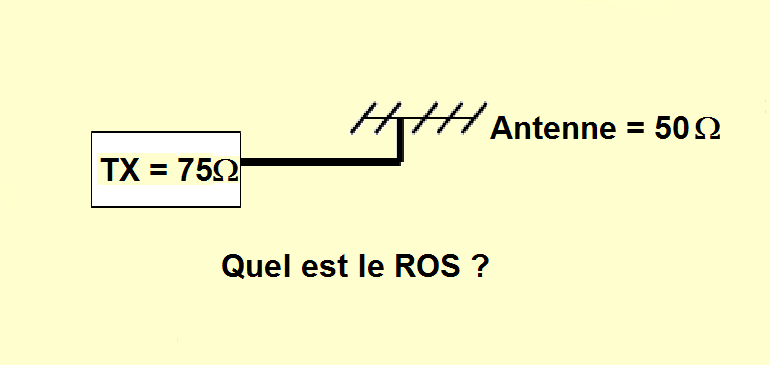 Antenne = 50Ω
TX = 75Ω
Quel est le ROS ?